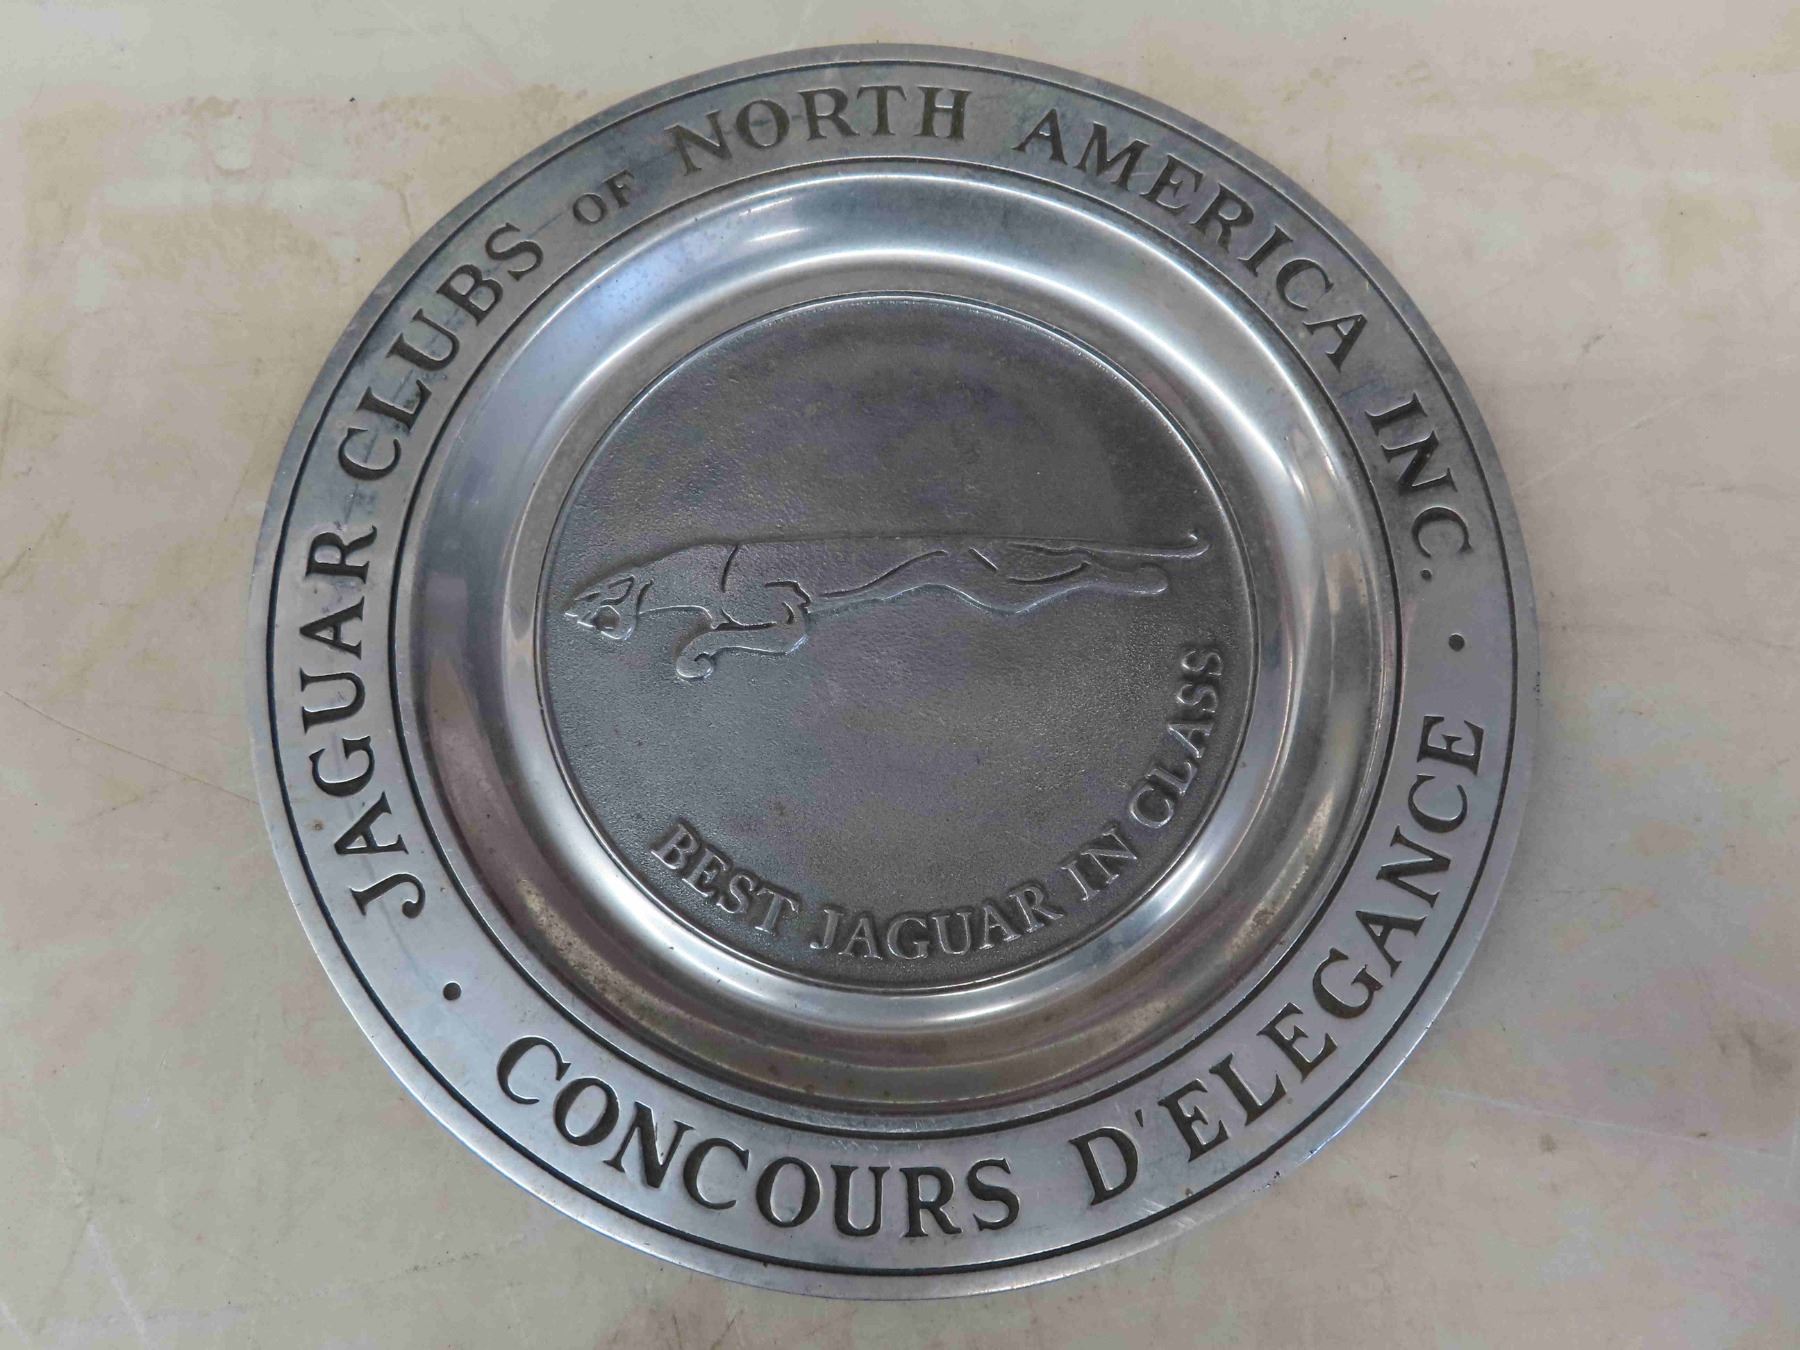 JAGUAR CLUBS OF NORTH AMERICA INC.
• CONCOURS D'ELEGANCE •
BEST JAGUAR IN CLASS